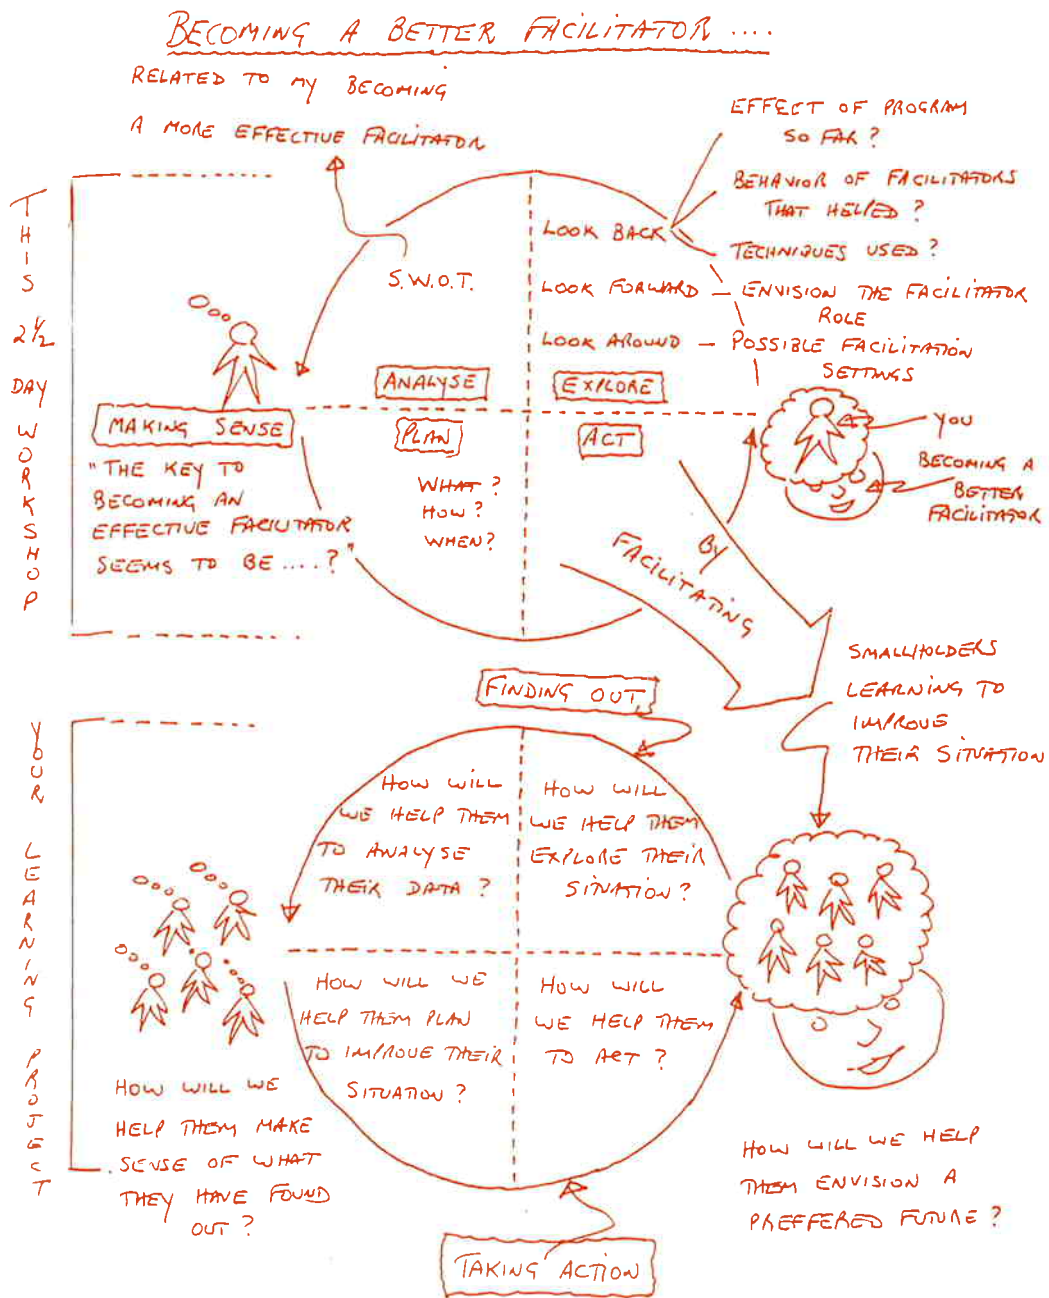 BECOMING A BETTER FACILITATOR ....
RELATED TO MY BECOMING
A MORE EFFECTIVE FACILITATOR
EFFECT OF PROGRAM
SO FAR?
BEHAVIOR OF FACILITATORS
THAT HELPED?
TECHNIQUES USED?
LOOK BACK
LOOK FORWARD – ENVISION THE FACILITATOR
ROLE
LOOK AROUND – POSSIBLE FACILITATION
SETTINGS
S.W.O.T.
THIS 2½ DAY WORKSHOP
ANALYSE
EXPLORE
MAKING SENSE
PLAN
ACT
"THE KEY TO
BECOMING AN
EFFECTIVE FACILITATOR
SEEMS TO BE ....?"
WHAT?
HOW?
WHEN?
YOU
BECOMING A
BETTER
FACILITATOR
BY
FACILITATING
SMALLHOLDERS
LEARNING TO
IMPROVE
THEIR SITUATION
FINDING OUT
YOUR LEARNING PROJECT
HOW WILL
WE HELP THEM
TO ANALYSE
THEIR DATA?
HOW WILL
WE HELP THEM
EXPLORE THEIR
SITUATION?
HOW WILL WE
HELP THEM PLAN
TO IMPROVE THEIR
SITUATION?
HOW WILL
WE HELP THEM
TO ACT?
HOW WILL WE
HELP THEM MAKE
SENSE OF WHAT
THEY HAVE FOUND
OUT?
HOW WILL WE HELP
THEM ENVISION A
PREFFERED FUTURE?
TAKING ACTION